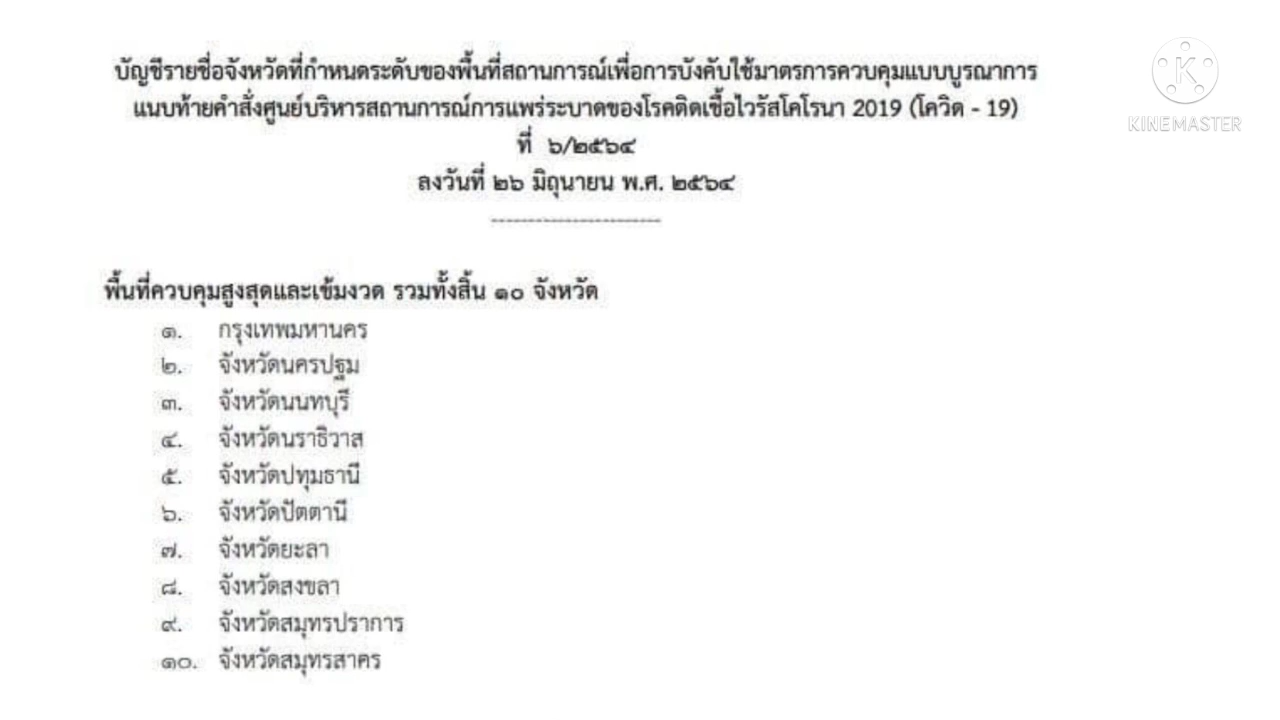 บัญชีรายชื่อจังหวัดที่กำหนดระดับของพื้นที่สถานการณ์เพื่อการบังคับใช้มาตรการควบคุมแบบบูรณาการ
แนบท้ายคำสั่งศูนย์บริหารสถานการณ์การแพร่ระบาดของโรคติดเชื้อไวรัสโคโรนา 2019 (โควิด - 19)
ที่ ๖/๒๕๖๔
ลงวันที่ ๒๖ มิถุนายน พ.ศ. ๒๕๖๔
-----------------------
พื้นที่ควบคุมสูงสุดและเข้มงวด รวมทั้งสิ้น ๑๐ จังหวัด
๑. กรุงเทพมหานคร
๒. จังหวัดนครปฐม
๓. จังหวัดนนทบุรี
๔. จังหวัดนราธิวาส
๕. จังหวัดปทุมธานี
๖. จังหวัดปัตตานี
๗. จังหวัดยะลา
๘. จังหวัดสงขลา
๙. จังหวัดสมุทรปราการ
๑๐. จังหวัดสมุทรสาคร
K
KINEMASTER